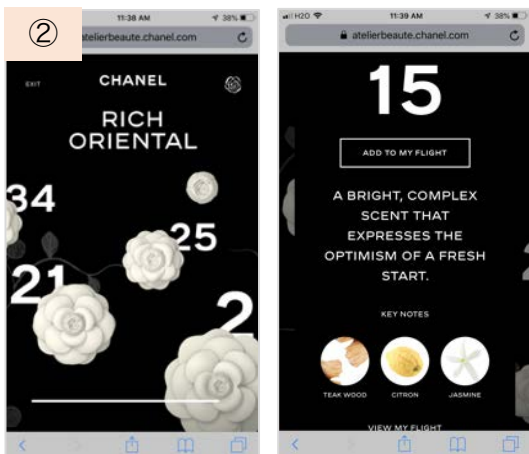 ②
11:38 AM
38%
atelierbeaute.chanel.com
EXIT
CHANEL
RICH
ORIENTAL
34
25
21
2
H2O
11:39 AM
38%
atelierbeaute.chanel.com
15
ADD TO MY FLIGHT
A BRIGHT, COMPLEX
SCENT THAT
EXPRESSES THE
OPTIMISM OF A FRESH
START.
KEY NOTES
TEAK WOOD
CITRON
JASMINE
VIEW MY FLIGHT